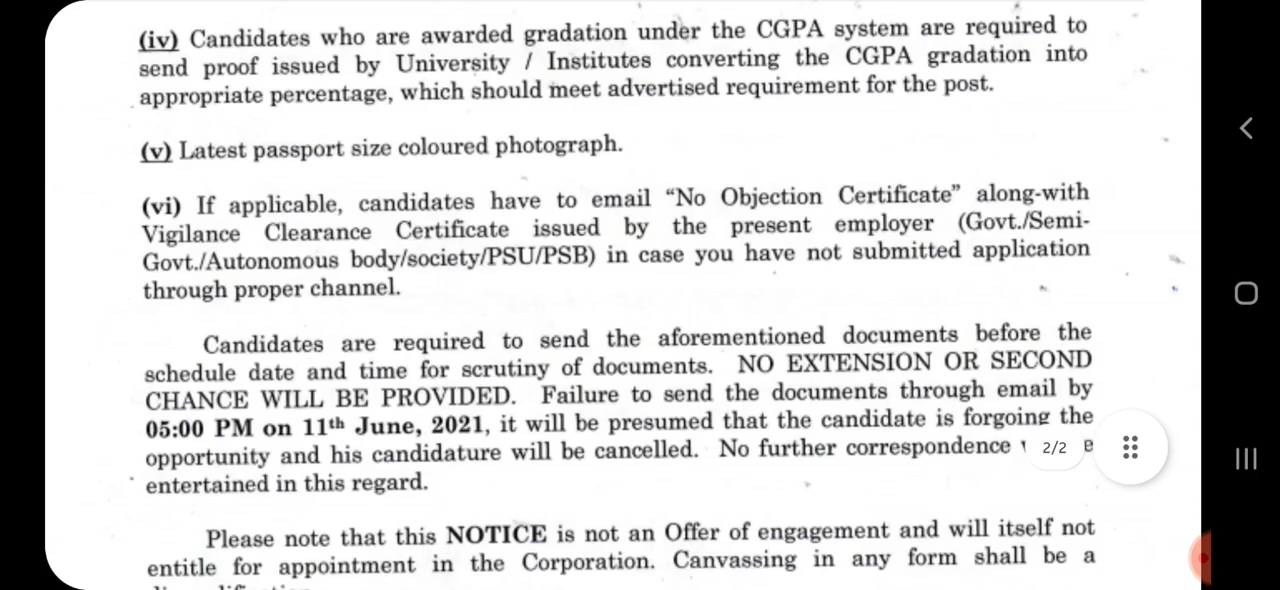 (iv) Candidates who are awarded gradation under the CGPA system are required to
send proof issued by University / Institutes converting the CGPA gradation into
appropriate percentage, which should meet advertised requirement for the post.
(v) Latest passport size coloured photograph.
(vi) If applicable, candidates have to email “No Objection Certificate” along-with
Vigilance Clearance Certificate issued by the present employer (Govt./Semi-
Govt./Autonomous body/society/PSU/PSB) in case you have not submitted application
through proper channel.
Candidates are required to send the aforementioned documents before the
schedule date and time for scrutiny of documents. NO EXTENSION OR SECOND
CHANCE WILL BE PROVIDED. Failure to send the documents through email by
05:00 PM on 11th June, 2021, it will be presumed that the candidate is forgoing the
opportunity and his candidature will be cancelled. No further correspondence
2/2
entertained in this regard.
Please note that this NOTICE is not an Offer of engagement and will itself not
entitle for appointment in the Corporation. Canvassing in any form shall be a